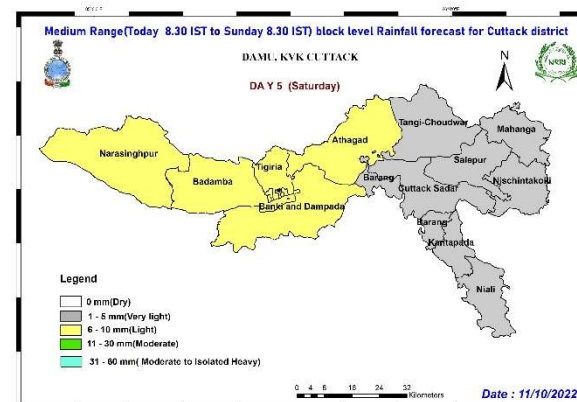 Medium Range(Today 8.30 IST to Sunday 8.30 IST) block level Rainfall forecast for Cuttack district
DAMU, KVK CUTTACK
DAY 5 (Saturday)
N
NRRI
Tangi-Choudwar
Mahanga
Athagad
Narasinghpur
Salepur
Tigiria
Badamba
Barang
Nischintakoili
Cuttack Sadar
Banki and Dampada
Barang
Kantapada
Niali
Legend
0 mm(Dry)
1 - 5 mm(Very light)
6 - 10 mm(Light)
11 - 30 mm(Moderate)
31 - 60 mm( Moderate to Isolated Heavy)
0 4 8 16 24 32
Kilometers
Date : 11/10/2022